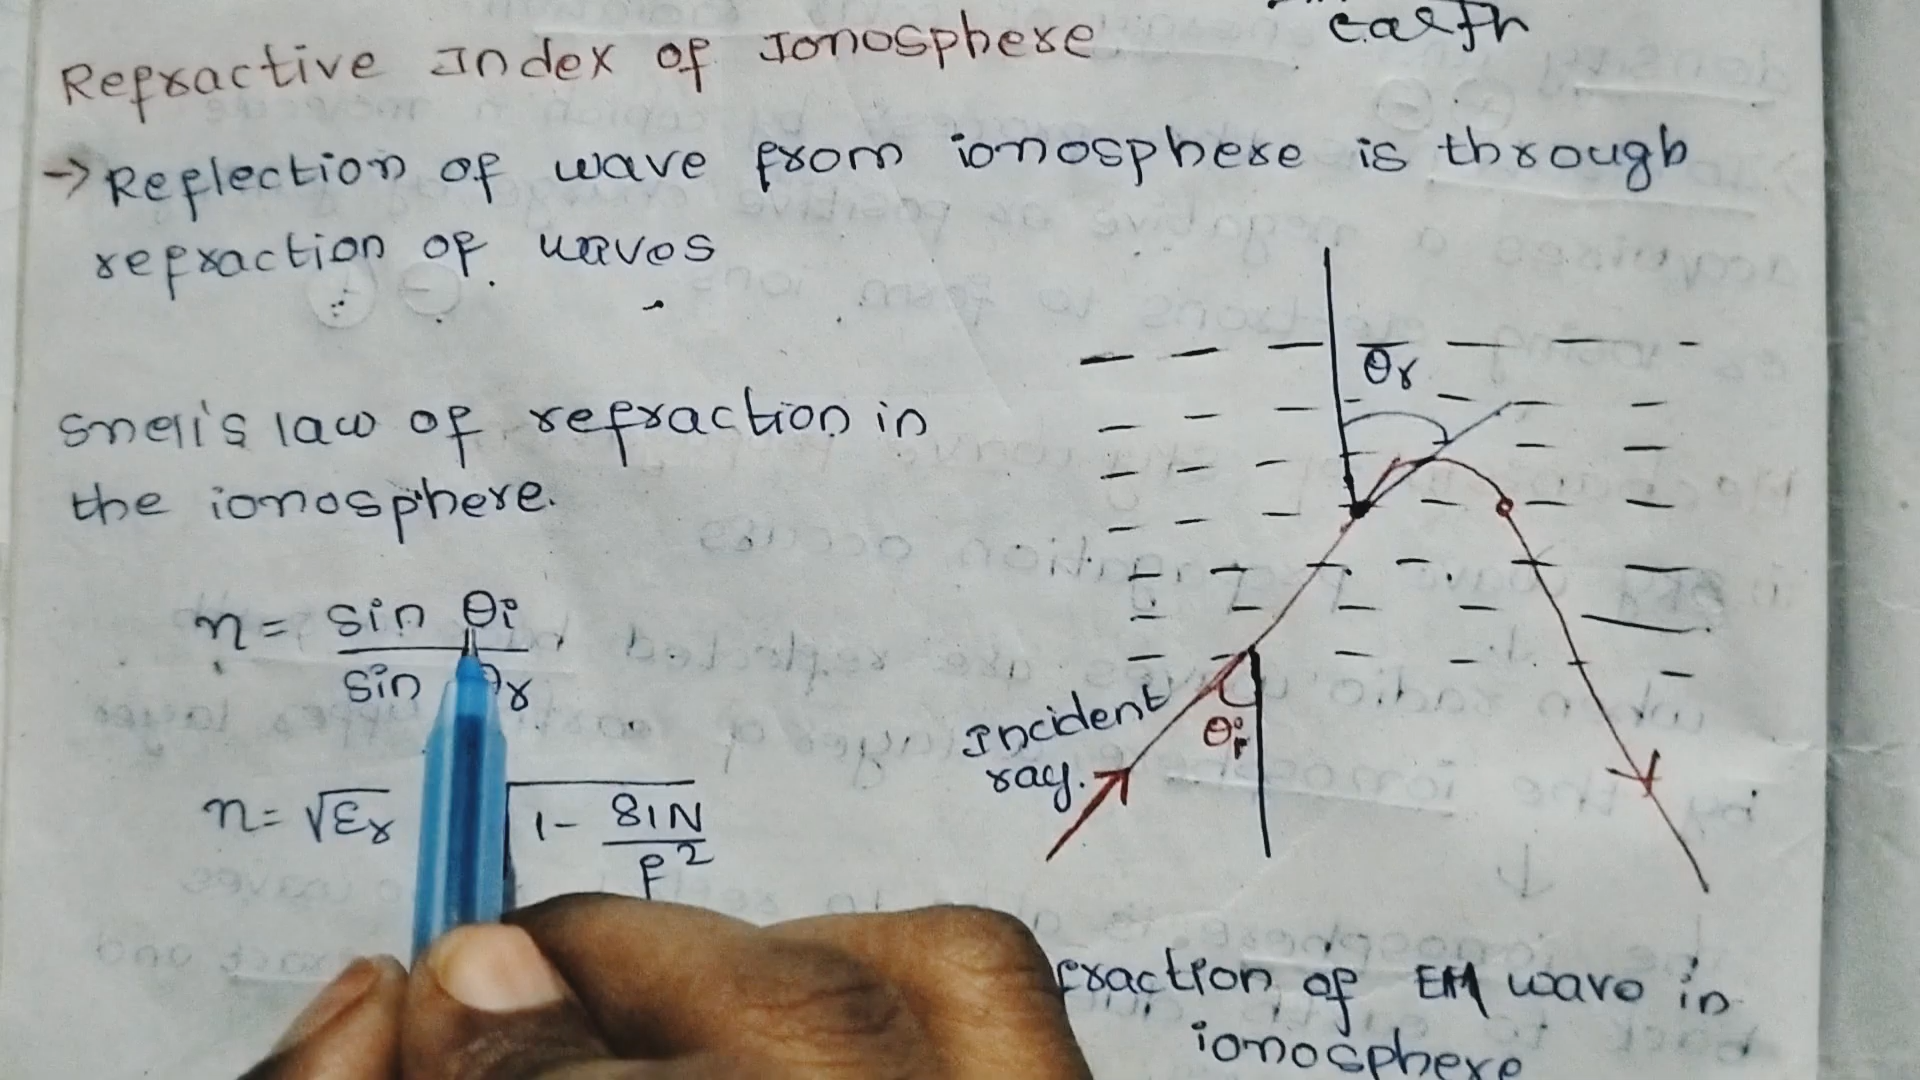 earth
Refractive Index of Ionosphere
→ Reflection of wave from ionosphere is through
refraction of waves
Snell's law of refraction in
the ionosphere.
n = sin θi
sin θr
n = √εr
1 - 81N
f²
θr
Incident
ray.
θi
fraction of EM wave in
ionosphere